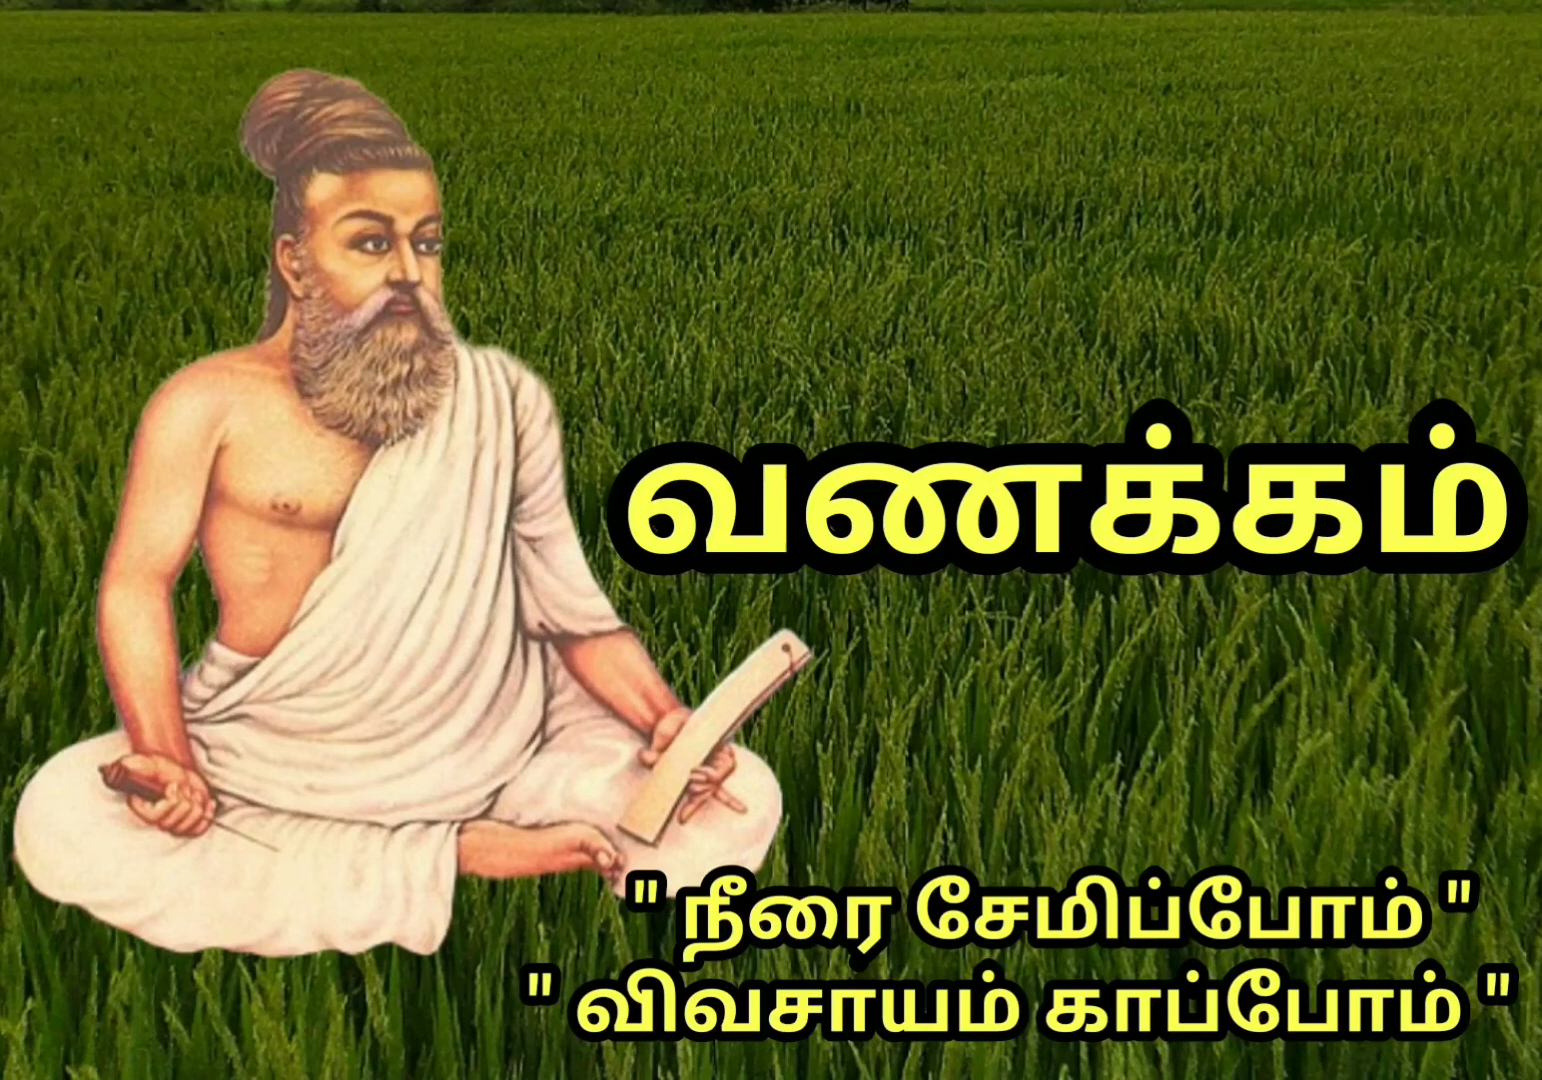 வணக்கம்
" நீரை சேமிப்போம் "
" விவசாயம் காப்போம் "